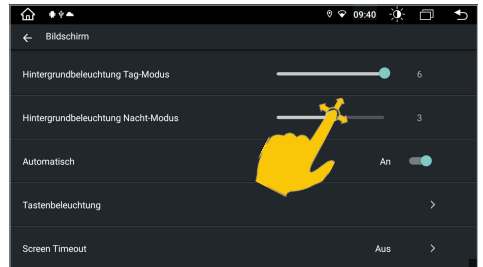 09:40
Bildschirm
Hintergrundbeleuchtung Tag-Modus 6
Hintergrundbeleuchtung Nacht-Modus 3
Automatisch An
Tastenbeleuchtung
Screen Timeout Aus